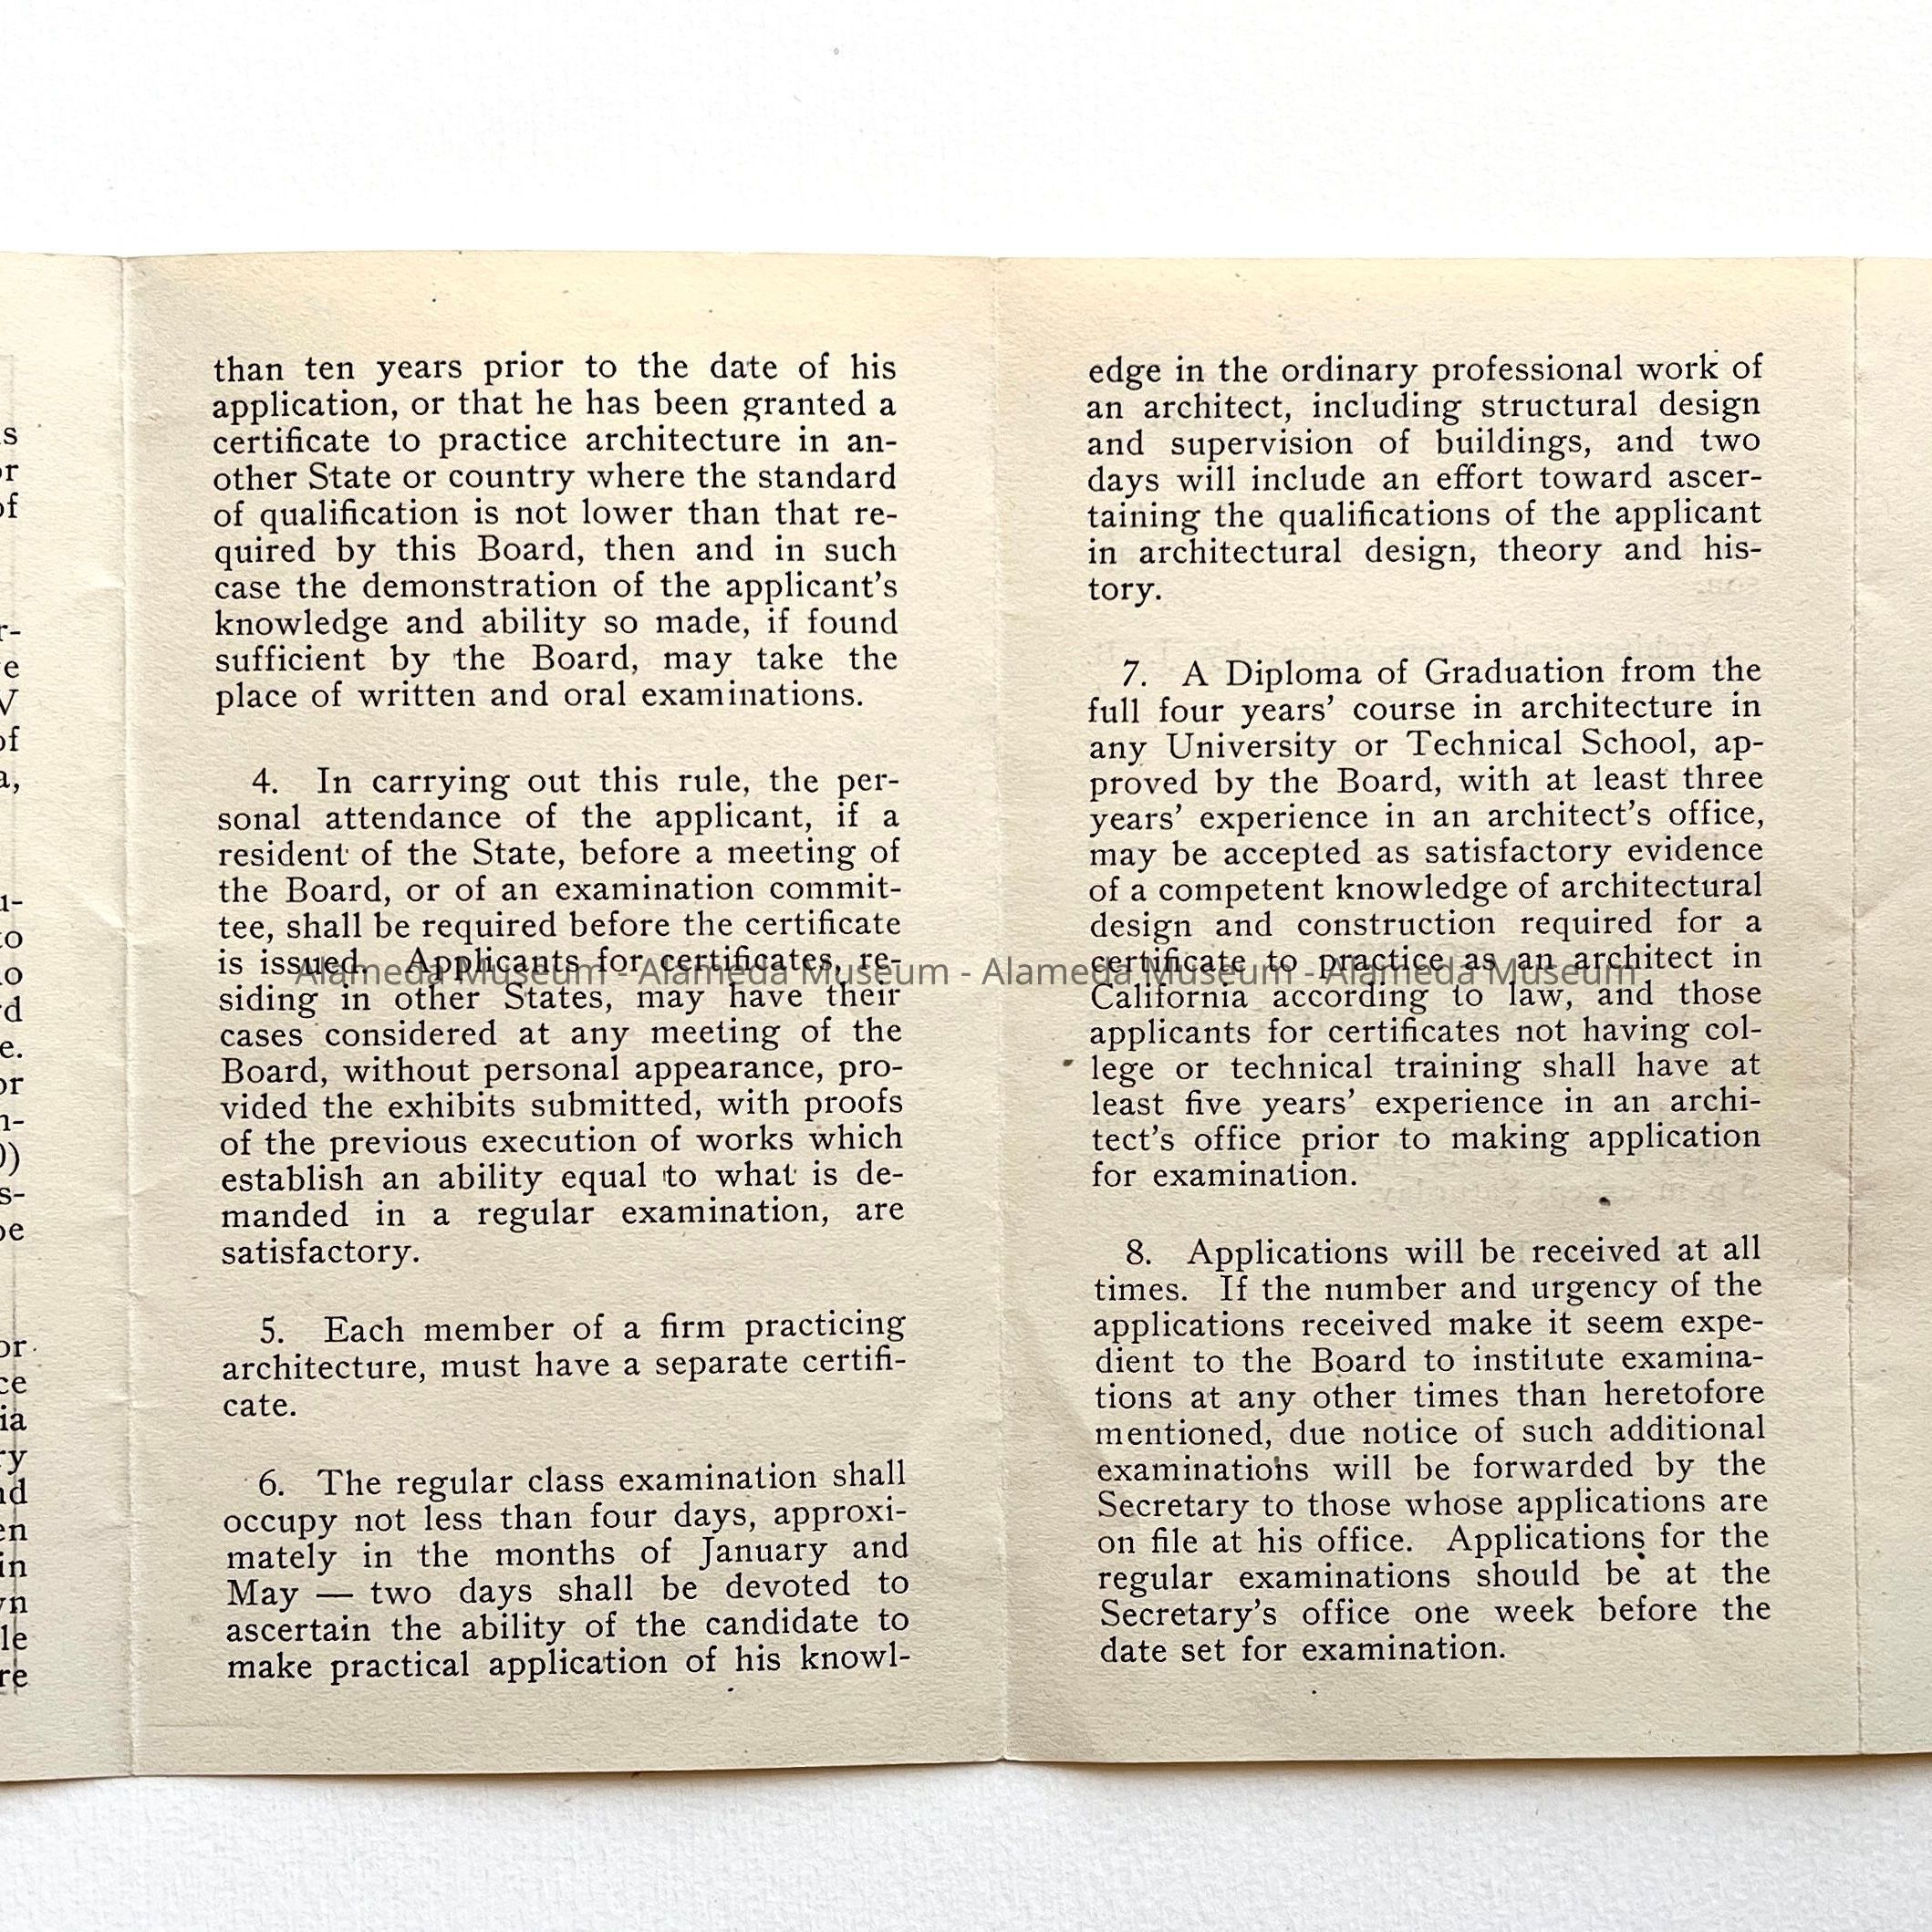 than ten years prior to the date of his
application, or that he has been granted a
certificate to practice architecture in an-
other State or country where the standard
of qualification is not lower than that re-
quired by this Board, then and in such
case the demonstration of the applicant's
knowledge and ability so made, if found
sufficient by the Board, may take the
place of written and oral examinations.
4. In carrying out this rule, the per-
sonal attendance of the applicant, if a
resident of the State, before a meeting of
the Board, or of an examination commit-
tee, shall be required before the certificate
is issued. Applicants for certificates, re-
siding in other States, may have their
cases considered at any meeting of the
Board, without personal appearance, pro-
vided the exhibits submitted, with proofs
of the previous execution of works which
establish an ability equal to what is de-
manded in a regular examination, are
satisfactory.
5. Each member of a firm practicing
architecture, must have a separate certifi-
cate.
6. The regular class examination shall
occupy not less than four days, approxi-
mately in the months of January and
May — two days shall be devoted to
ascertain the ability of the candidate to
make practical application of his knowl-
edge in the ordinary professional work of
an architect, including structural design
and supervision of buildings, and two
days will include an effort toward ascer-
taining the qualifications of the applicant
in architectural design, theory and his-
tory.
7. A Diploma of Graduation from the
full four years' course in architecture in
any University or Technical School, ap-
proved by the Board, with at least three
years' experience in an architect's office,
may be accepted as satisfactory evidence
of a competent knowledge of architectural
design and construction required for a
certificate to practice as an architect in
California according to law, and those
applicants for certificates not having col-
lege or technical training shall have at
least five years' experience in an archi-
tect's office prior to making application
for examination.
8. Applications will be received at all
times. If the number and urgency of the
applications received make it seem expe-
dient to the Board to institute examina-
tions at any other times than heretofore
mentioned, due notice of such additional
examinations will be forwarded by the
Secretary to those whose applications are
on file at his office. Applications for the
regular examinations should be at the
Secretary's office one week before the
date set for examination.
Alameda Museum - Alameda Museum - Alameda Museum - Alameda Museum